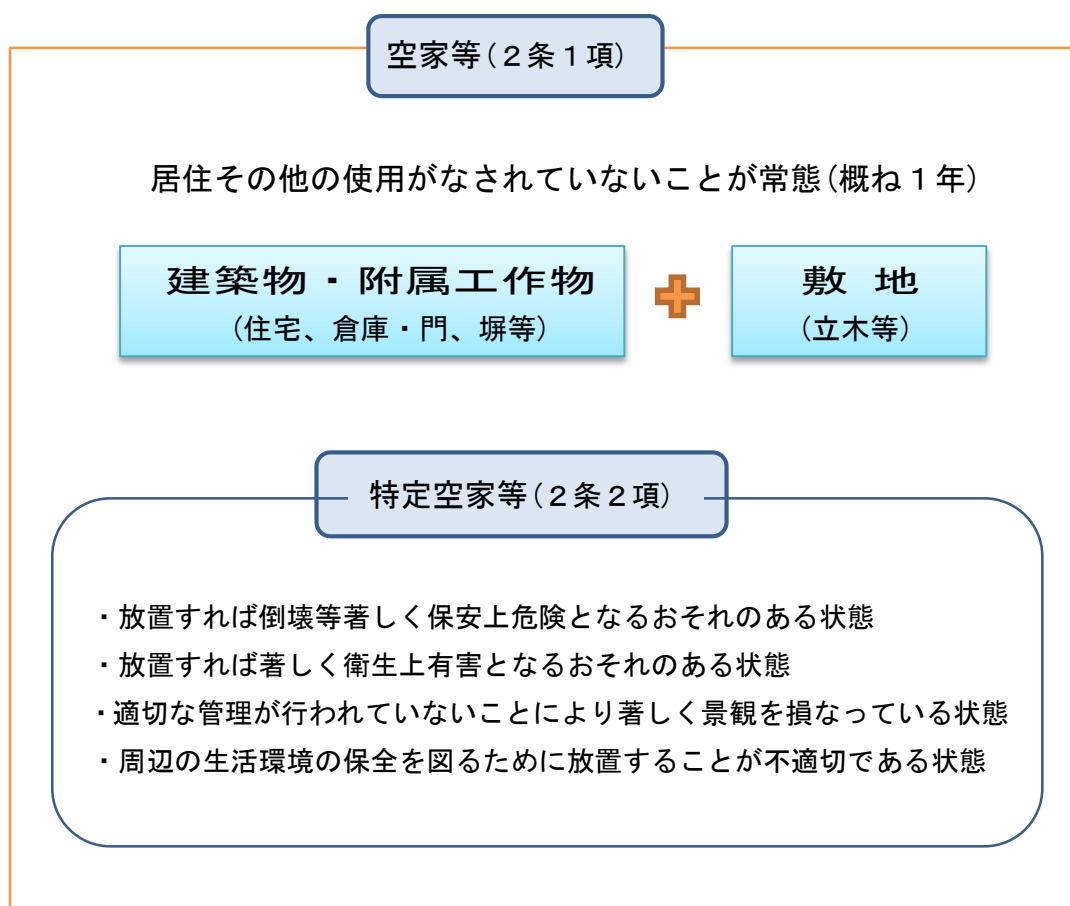 空家等(２条１項)
居住その他の使用がなされていないことが常態(概ね１年)
建築物・附属工作物
(住宅、倉庫・門、塀等)
敷 地
(立木等)
特定空家等(２条２項)
・放置すれば倒壊等著しく保安上危険となるおそれのある状態
・放置すれば著しく衛生上有害となるおそれのある状態
・適切な管理が行われていないことにより著しく景観を損なっている状態
・周辺の生活環境の保全を図るために放置することが不適切である状態